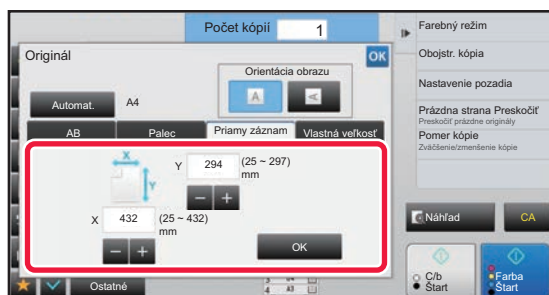 Počet kópií
1
Originál
OK
Orientácia obrazu
A
A
Automat.
A4
AB
Palec
Priamy záznam
Vlastná veľkosť
X
Y
Y
294
(25 ~ 297)
mm
X
432
(25 ~ 432)
mm
OK
Ostatné
4
A3
Farebný režim
Obojstr. kópia
Nastavenie pozadia
Prázdna strana Preskočiť
Preskočiť prázdne originály
Pomer kópie
Zväčšenie/zmenšenie kópie
Náhľad
CA
C/b
Štart
Farba
Štart